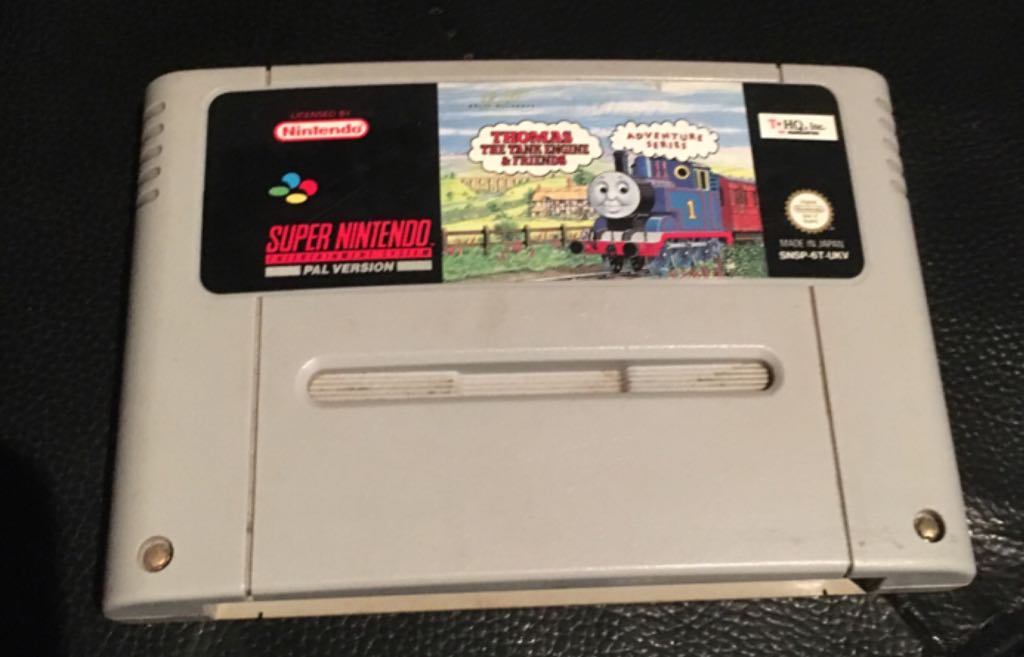 LICENSED BY
Nintendo
SUPER NINTENDO
ENTERTAINMENT SYSTEM
PAL VERSION
THOMAS
THE TANK ENGINE
& FRIENDS
ADVENTURE
SERIES
1
T·HQ, Inc.
Nintendo
MADE IN JAPAN
SNSP-6T-UKV